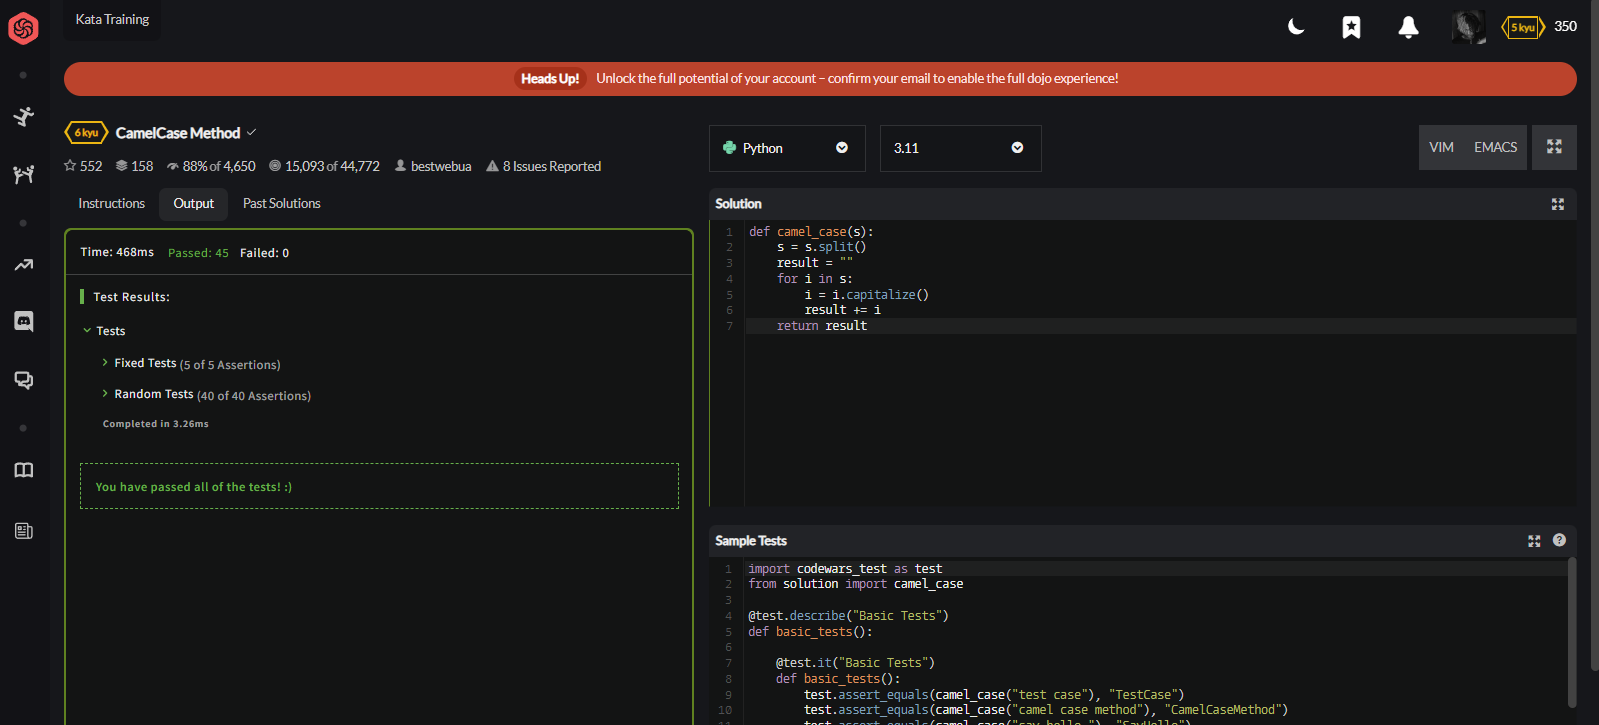 Kata Training
5 kyu 350
Heads Up! Unlock the full potential of your account – confirm your email to enable the full dojo experience!
6 kyu CamelCase Method
552 158 88% of 4,650 15,093 of 44,772 bestwebua 8 Issues Reported
Instructions Output Past Solutions
Time: 468ms Passed: 45 Failed: 0
Test Results:
Tests
Fixed Tests (5 of 5 Assertions)
Random Tests (40 of 40 Assertions)
Completed in 3.26ms
You have passed all of the tests! :)
Python 3.11 VIM EMACS
Solution
1 def camel_case(s):
2     s = s.split()
3     result = ""
4     for i in s:
5         i = i.capitalize()
6         result += i
7     return result
Sample Tests
1 import codewars_test as test
2 from solution import camel_case
3
4 @test.describe("Basic Tests")
5 def basic_tests():
6
7     @test.it("Basic Tests")
8     def basic_tests():
9         test.assert_equals(camel_case("test case"), "TestCase")
10         test.assert_equals(camel_case("camel case method"), "CamelCaseMethod")
11         test.assert_equals(camel_case("say hello "), "SayHello")